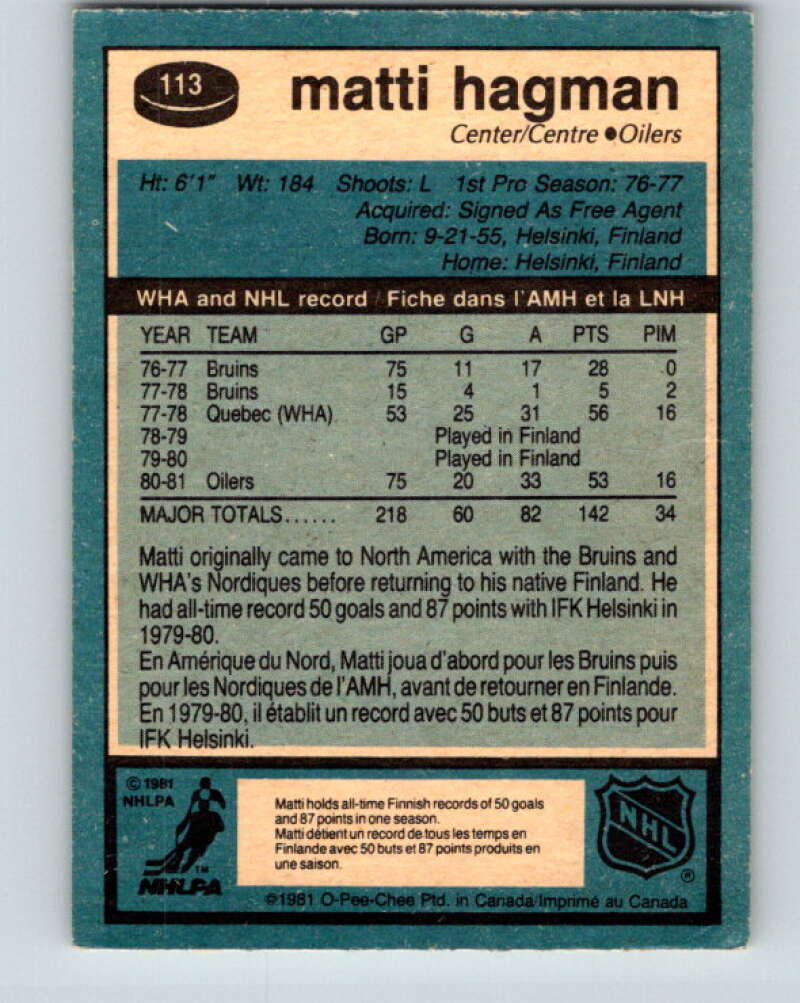 113
matti hagman
Center/Centre ●Oilers
Ht: 6'1" Wt: 184 Shoots: L 1st Pro Season: 76-77
Acquired: Signed As Free Agent
Born: 9-21-55, Helsinki, Finland
Home: Helsinki, Finland
WHA and NHL record / Fiche dans l'AMH et la LNH
YEAR TEAM GP G A PTS PIM
76-77 Bruins 75 11 17 28 0
77-78 Bruins 15 4 1 5 2
77-78 Quebec (WHA) 53 25 31 56 16
78-79 Played in Finland
79-80 Played in Finland
80-81 Oilers 75 20 33 53 16
MAJOR TOTALS...... 218 60 82 142 34
Matti originally came to North America with the Bruins and
WHA's Nordiques before returning to his native Finland. He
had all-time record 50 goals and 87 points with IFK Helsinki in
1979-80.
En Amérique du Nord, Matti joua d'abord pour les Bruins puis
pour les Nordiques de l'AMH, avant de retourner en Finlande.
En 1979-80, il établit un record avec 50 buts et 87 points pour
IFK Helsinki.
© 1981
NHLPA
TM
NHLPA
Matti holds all-time Finnish records of 50 goals
and 87 points in one season.
Matti détient un record de tous les temps en
Finlande avec 50 buts et 87 points produits en
une saison.
NHL
®
©1981 O-Pee-Chee Ptd. in Canada/Imprimé au Canada